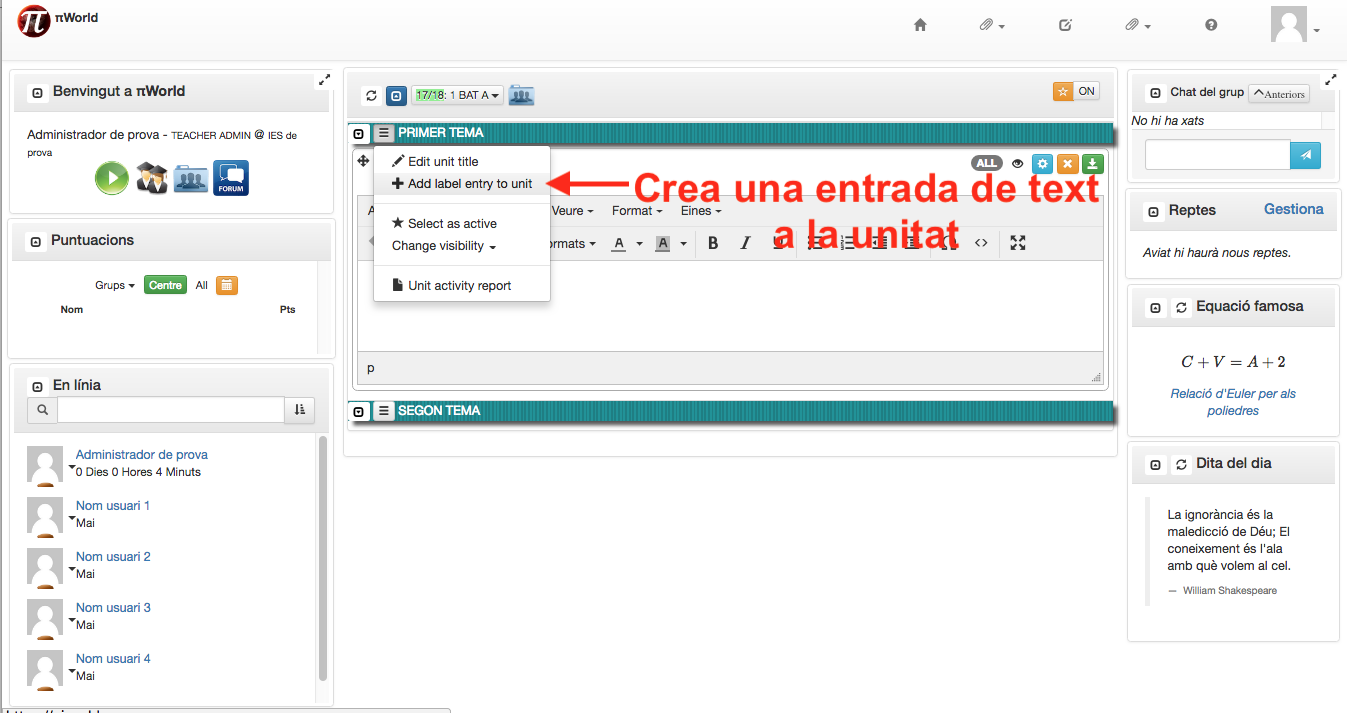 πWorld
Benvingut a πWorld
Administrador de prova - TEACHER ADMIN @ IES de
prova
FORUM
Puntuacions
Grups Centre All
Nom Pts
En línia
Administrador de prova
0 Dies 0 Hores 4 Minuts
Nom usuari 1
Mai
Nom usuari 2
Mai
Nom usuari 3
Mai
Nom usuari 4
Mai
17/18: 1 BAT A
ON
PRIMER TEMA
Edit unit title
Add label entry to unit
Select as active
Change visibility
Unit activity report
ALL
Crea una entrada de text
a la unitat
Veure Format Eines
ormats A A B I U
p
SEGON TEMA
Chat del grup Anteriors
No hi ha xats
Reptes Gestiona
Aviat hi haurà nous reptes.
Equació famosa
C + V = A + 2
Relació d'Euler per als
poliedres
Dita del dia
La ignorància és la
maledicció de Déu; El
coneixement és l'ala
amb què volem al cel.
— William Shakespeare